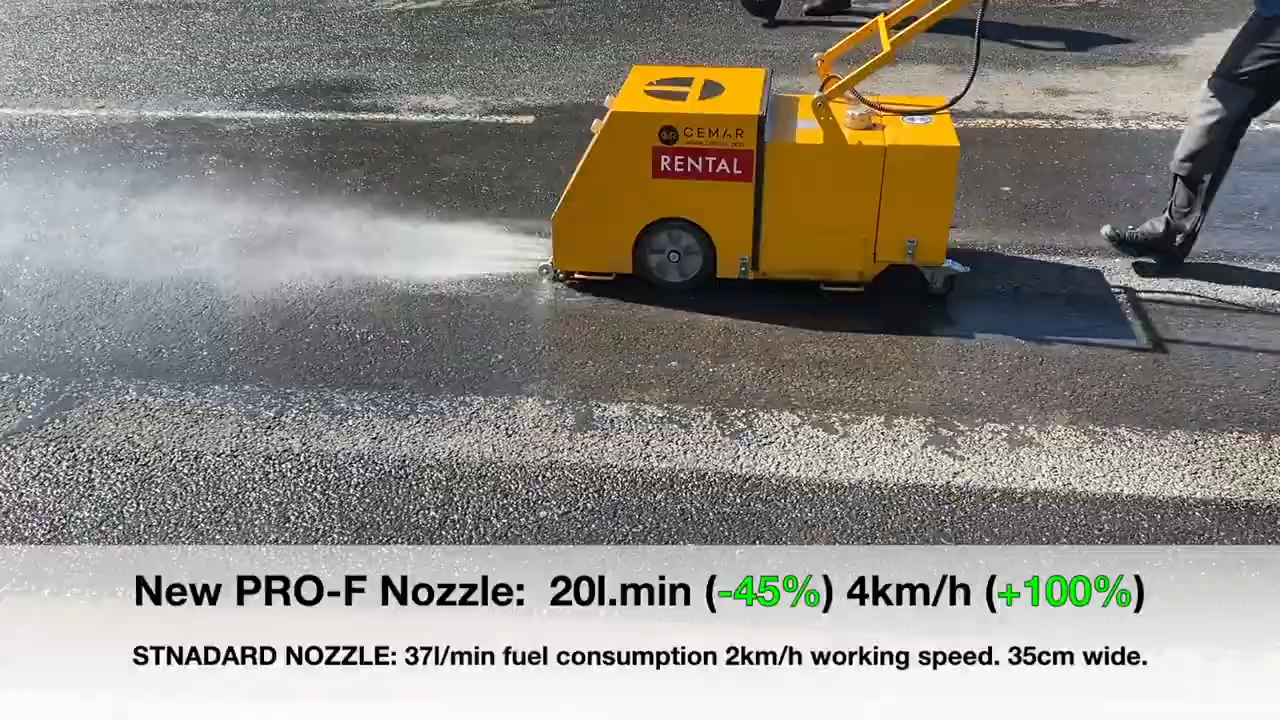 CEMAR
RENTAL
New PRO-F Nozzle: 20l.min (-45%) 4km/h (+100%)
STNADARD NOZZLE: 37l/min fuel consumption 2km/h working speed. 35cm wide.